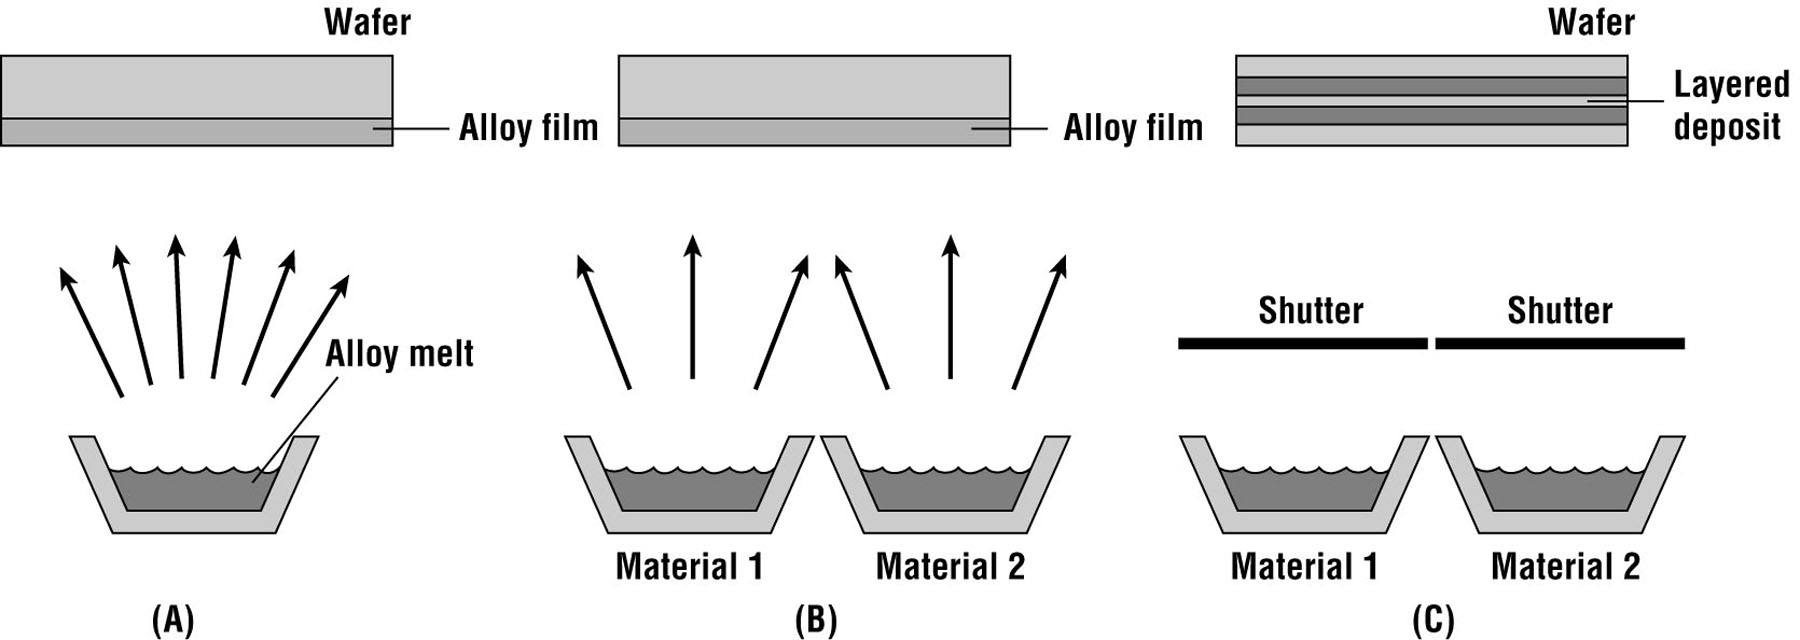 Wafer
Alloy film
Alloy melt
(A)
Alloy film
Material 1
Material 2
(B)
Wafer
Layered
deposit
Shutter
Shutter
Material 1
Material 2
(C)